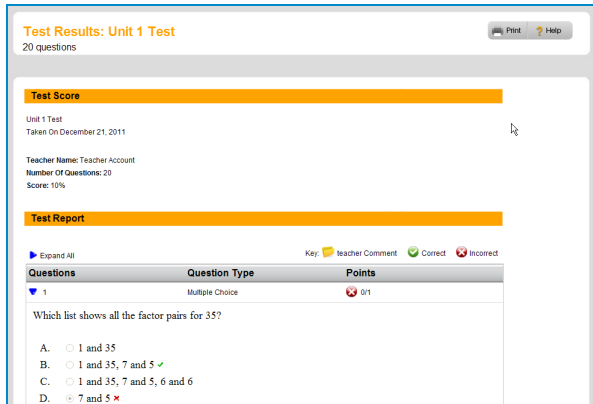 Test Results: Unit 1 Test
Print
Help
20 questions
Test Score
Unit 1 Test
Taken On December 21, 2011
Teacher Name: Teacher Account
Number Of Questions: 20
Score: 10%
Test Report
Expand All
Key: teacher Comment Correct Incorrect
Questions Question Type Points
1 Multiple Choice 0/1
Which list shows all the factor pairs for 35?
A. 1 and 35
B. 1 and 35, 7 and 5
C. 1 and 35, 7 and 5, 6 and 6
D. 7 and 5